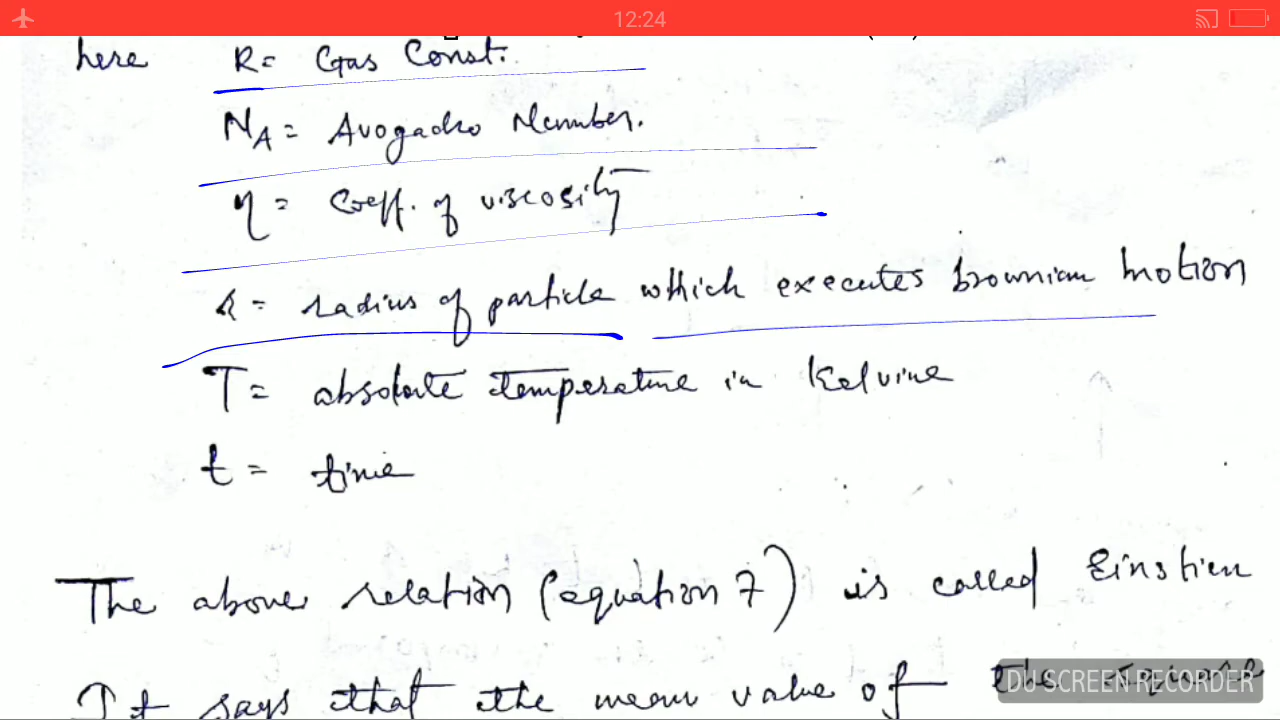 12:24
here R= Gas Const.
NA= Avogadro Number.
η= Coeff. of viscosity
r= radius of particle which executes brownian motion
T= absolute temperature in Kelvine
t= time
The above relation (equation 7) is called Einstien
It says that the mean value of the square
DU SCREEN RECORDER